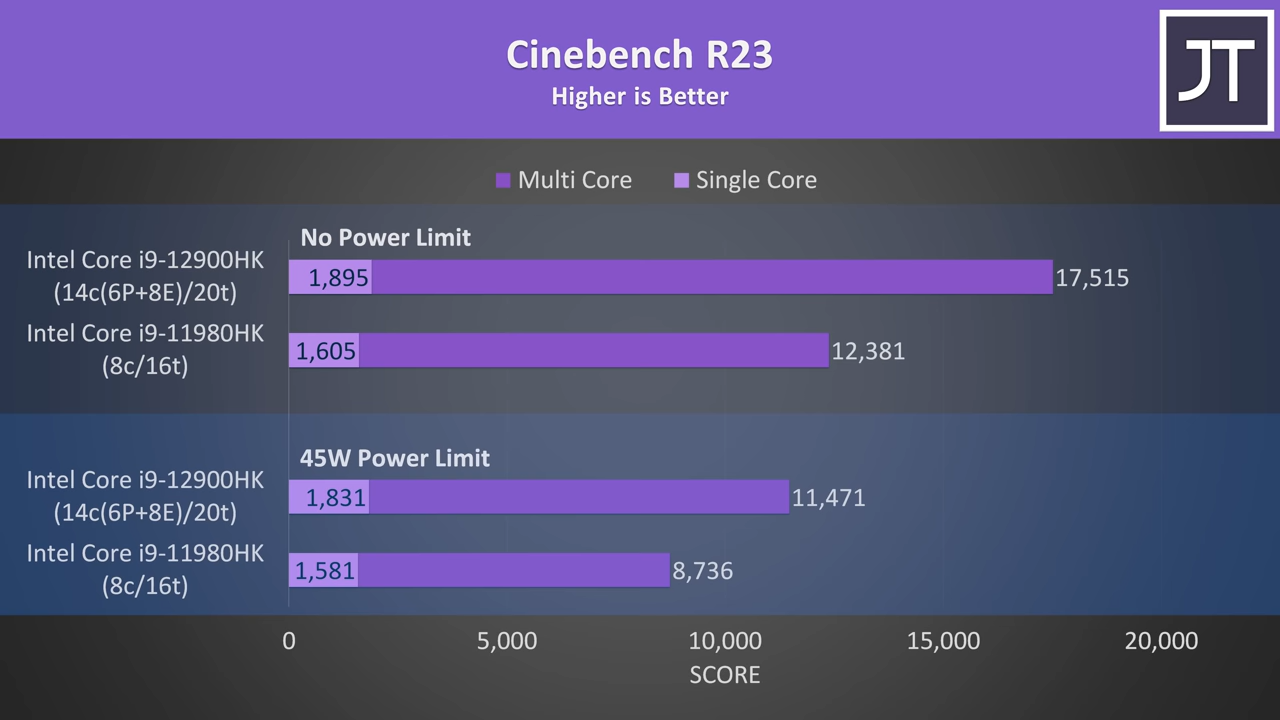 Cinebench R23
Higher is Better
JT
Multi Core
Single Core
No Power Limit
Intel Core i9-12900HK
(14c(6P+8E)/20t)
1,895
17,515
Intel Core i9-11980HK
(8c/16t)
1,605
12,381
45W Power Limit
Intel Core i9-12900HK
(14c(6P+8E)/20t)
1,831
11,471
Intel Core i9-11980HK
(8c/16t)
1,581
8,736
0
5,000
10,000
15,000
20,000
SCORE